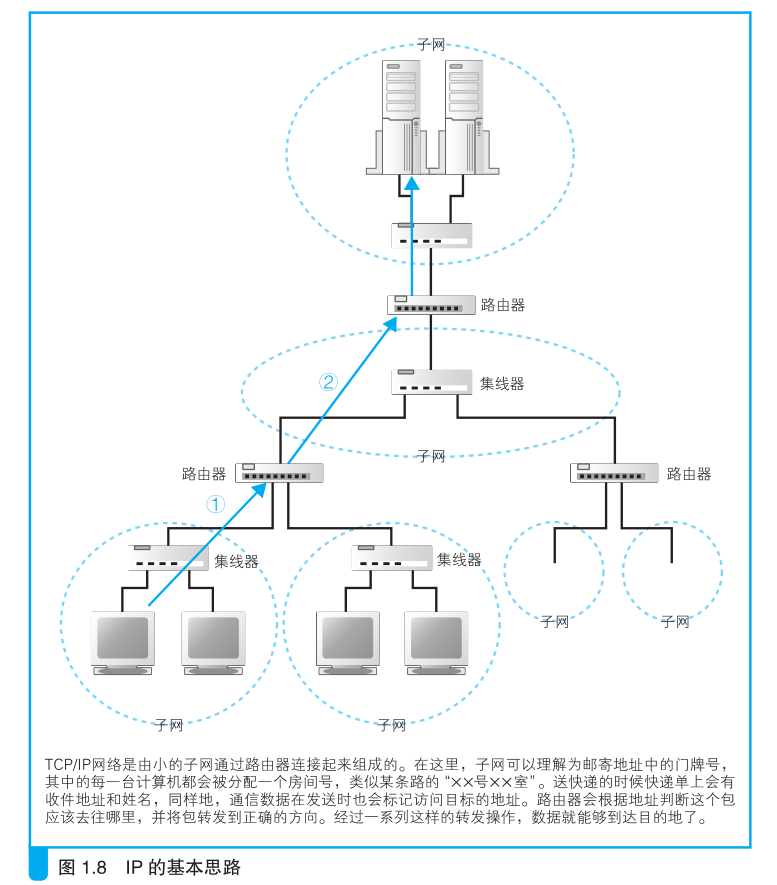 子网
路由器
②
集线器
子网
路由器
路由器
①
集线器
集线器
子网
子网
子网
子网
TCP/IP网络是由小的子网通过路由器连接起来组成的。在这里，子网可以理解为邮寄地址中的门牌号，
其中的每一台计算机都会被分配一个房间号，类似某条路的“××号××室”。送快递的时候快递单上会有
收件地址和姓名，同样地，通信数据在发送时也会标记访问目标的地址。路由器会根据地址判断这个包
应该去往哪里，并将包转发到正确的方向。经过一系列这样的转发操作，数据就能够到达目的地了。
图 1.8 IP 的基本思路